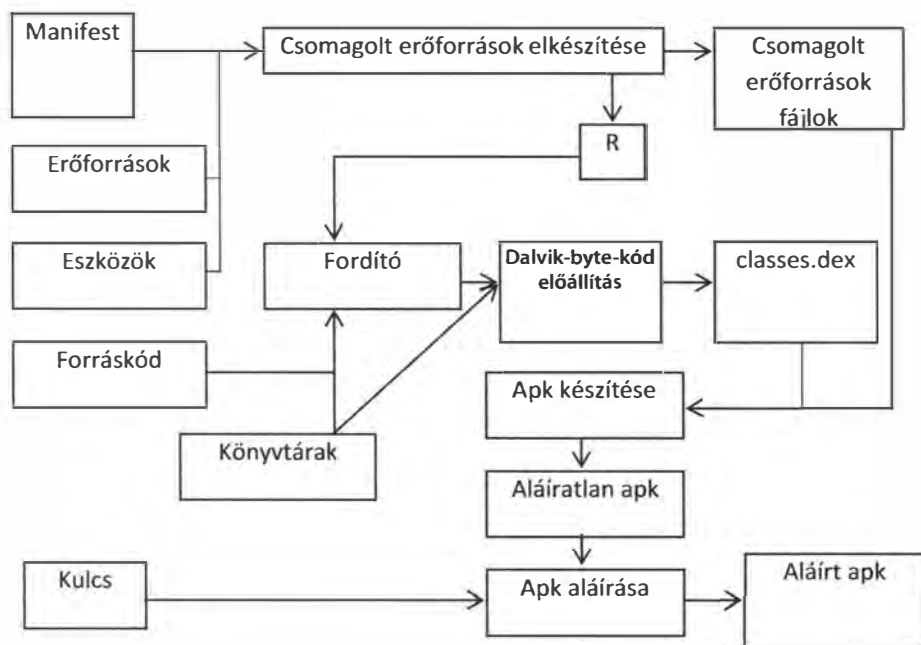 Manifest
Csomagolt erőforrások elkészítése
Csomagolt
erőforrások
fájlok
R
Erőforrások
Eszközök
Fordító
Dalvik-byte-kód
előállítás
classes.dex
Forráskód
Apk készítése
Könyvtárak
Aláíratlan apk
Kulcs
Apk aláírása
Aláírt apk